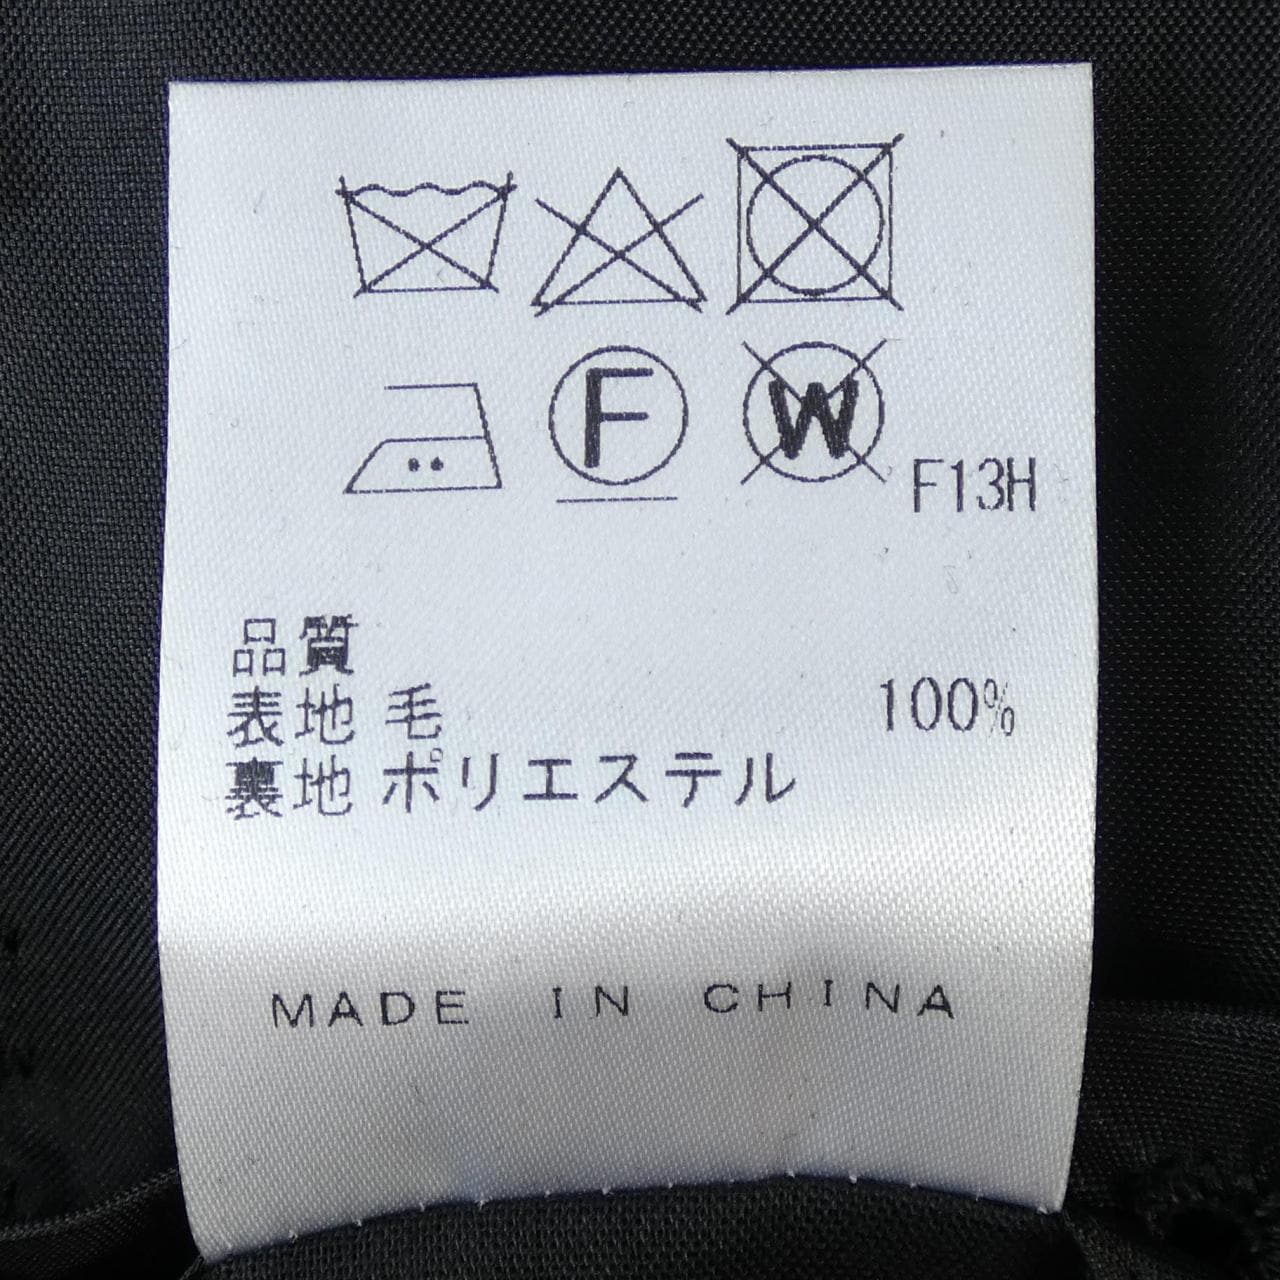 F
W
F13H
品質
表地 毛 100%
裏地 ポリエステル
MADE IN CHINA